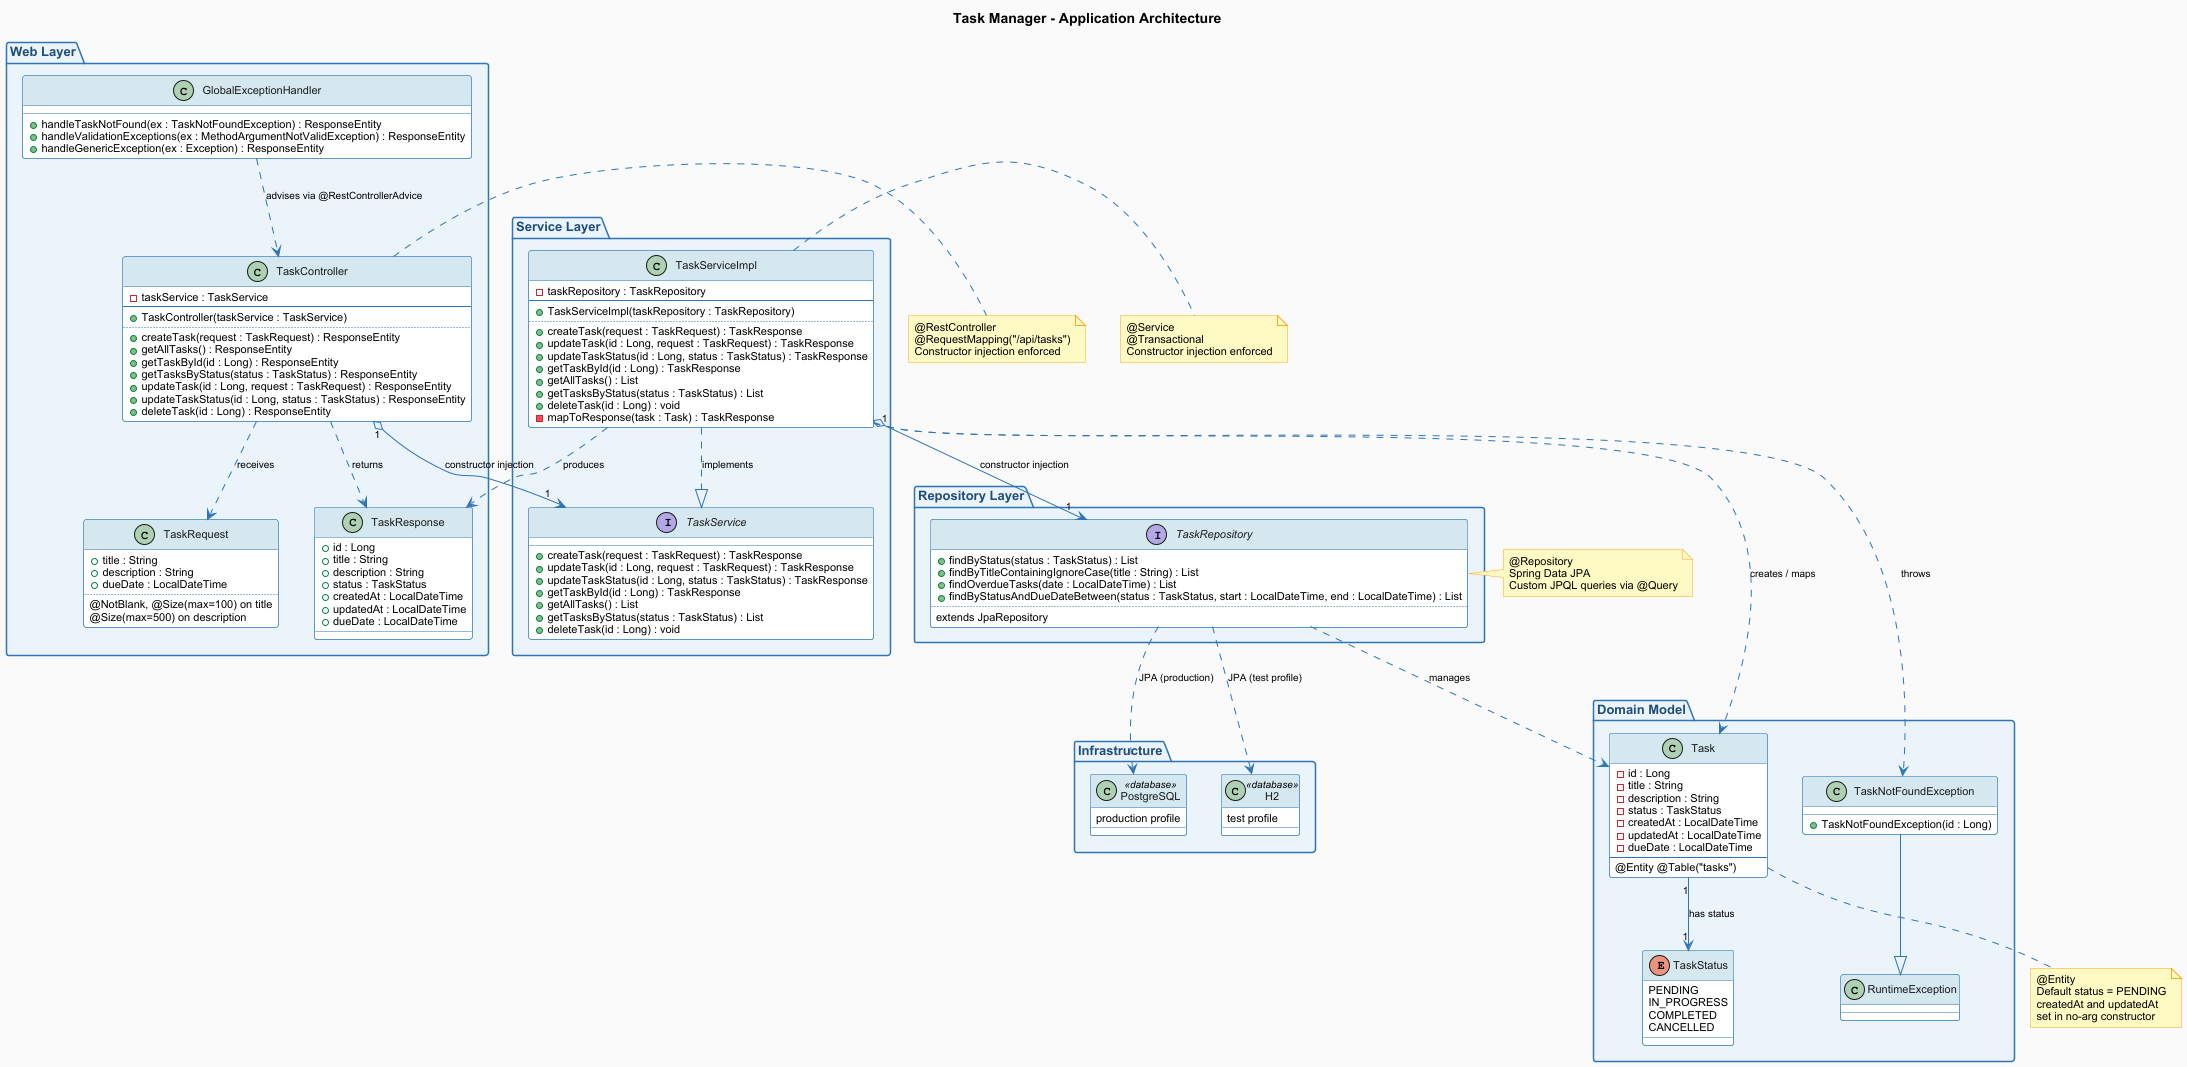 Task Manager - Application Architecture
Web Layer
C
GlobalExceptionHandler
handleTaskNotFound(ex : TaskNotFoundException) : ResponseEntity
handleValidationExceptions(ex : MethodArgumentNotValidException) : ResponseEntity
handleGenericException(ex : Exception) : ResponseEntity
advises via @RestControllerAdvice
C
TaskController
taskService : TaskService
TaskController(taskService : TaskService)
createTask(request : TaskRequest) : ResponseEntity
getAllTasks() : ResponseEntity
getTaskById(id : Long) : ResponseEntity
getTasksByStatus(status : TaskStatus) : ResponseEntity
updateTask(id : Long, request : TaskRequest) : ResponseEntity
updateTaskStatus(id : Long, status : TaskStatus) : ResponseEntity
deleteTask(id : Long) : ResponseEntity
1
receives
returns
constructor injection
1
C
TaskRequest
title : String
description : String
dueDate : LocalDateTime
@NotBlank, @Size(max=100) on title
@Size(max=500) on description
C
TaskResponse
id : Long
title : String
description : String
status : TaskStatus
createdAt : LocalDateTime
updatedAt : LocalDateTime
dueDate : LocalDateTime
Service Layer
C
TaskServiceImpl
taskRepository : TaskRepository
TaskServiceImpl(taskRepository : TaskRepository)
createTask(request : TaskRequest) : TaskResponse
updateTask(id : Long, request : TaskRequest) : TaskResponse
updateTaskStatus(id : Long, status : TaskStatus) : TaskResponse
getTaskById(id : Long) : TaskResponse
getAllTasks() : List
getTasksByStatus(status : TaskStatus) : List
deleteTask(id : Long) : void
mapToResponse(task : Task) : TaskResponse
1
produces
implements
I
TaskService
createTask(request : TaskRequest) : TaskResponse
updateTask(id : Long, request : TaskRequest) : TaskResponse
updateTaskStatus(id : Long, status : TaskStatus) : TaskResponse
getTaskById(id : Long) : TaskResponse
getAllTasks() : List
getTasksByStatus(status : TaskStatus) : List
deleteTask(id : Long) : void
@RestController
@RequestMapping("/api/tasks")
Constructor injection enforced
@Service
@Transactional
Constructor injection enforced
constructor injection
1
Repository Layer
I
TaskRepository
findByStatus(status : TaskStatus) : List
findByTitleContainingIgnoreCase(title : String) : List
findOverdueTasks(date : LocalDateTime) : List
findByStatusAndDueDateBetween(status : TaskStatus, start : LocalDateTime, end : LocalDateTime) : List
extends JpaRepository
@Repository
Spring Data JPA
Custom JPQL queries via @Query
creates / maps
throws
JPA (production)
JPA (test profile)
manages
Infrastructure
C
«database»
PostgreSQL
production profile
C
«database»
H2
test profile
Domain Model
C
Task
id : Long
title : String
description : String
status : TaskStatus
createdAt : LocalDateTime
updatedAt : LocalDateTime
dueDate : LocalDateTime
@Entity @Table("tasks")
C
TaskNotFoundException
TaskNotFoundException(id : Long)
1
has status
1
E
TaskStatus
PENDING
IN_PROGRESS
COMPLETED
CANCELLED
C
RuntimeException
@Entity
Default status = PENDING
createdAt and updatedAt
set in no-arg constructor